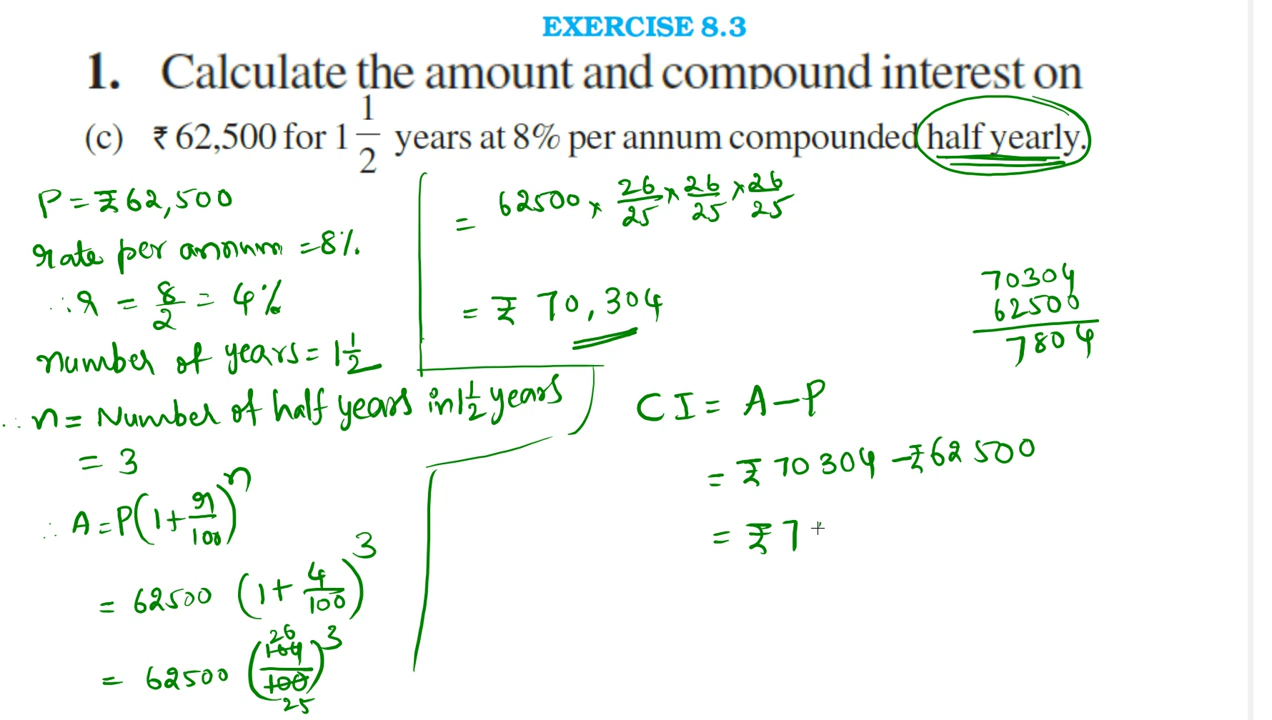 EXERCISE 8.3
1. Calculate the amount and compound interest on
(c) ₹ 62,500 for 1 1/2 years at 8% per annum compounded half yearly.
P = ₹ 62,500
rate per annum = 8%.
∴ r = 8/2 = 4%
number of years = 1 1/2
∴ n = Number of half years in 1 1/2 years
= 3
∴ A = P(1 + r/100)^n
= 62500 (1 + 4/100)^3
26
= 62500 (104/100)^3
25
= 62500 × 26/25 × 26/25 × 26/25
= ₹ 70,304
70304
62500
7804
CI = A – P
= ₹ 70304 – ₹ 62500
= ₹ 7